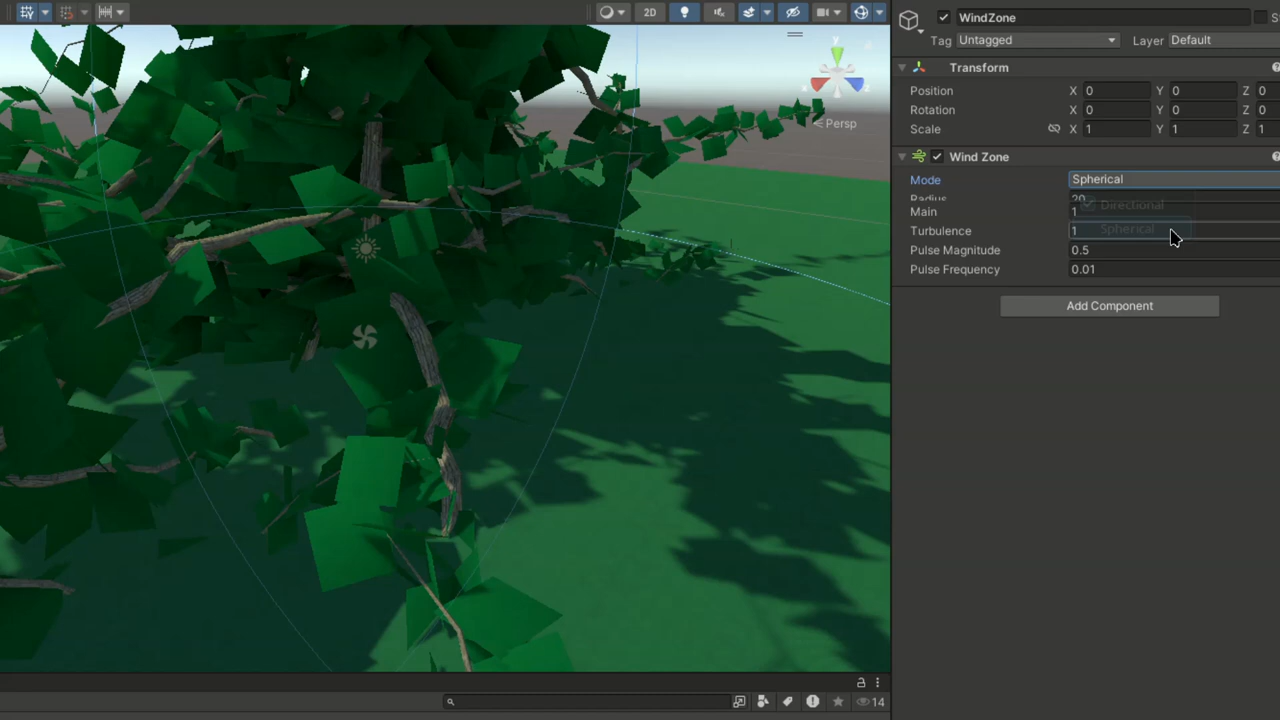 2D
WindZone
S
Tag Untagged Layer Default
Transform
Position X 0 Y 0 Z 0
Rotation X 0 Y 0 Z 0
Scale X 1 Y 1 Z 1
Wind Zone
Mode Spherical
Radius 20
Directional
Main 1
Spherical
Turbulence 1
Pulse Magnitude 0.5
Pulse Frequency 0.01
Add Component
y
< Persp
14